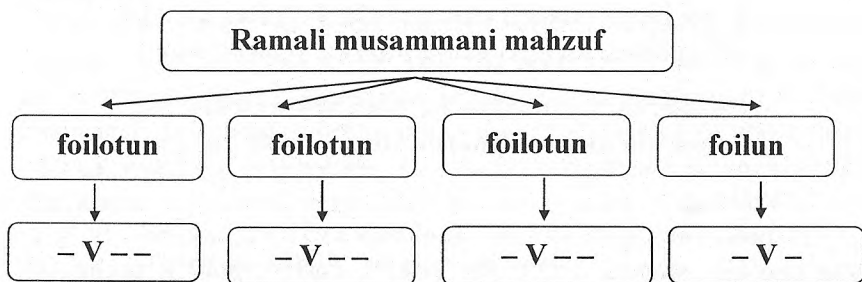 Ramali musammani mahzuf
foilotun foilotun foilotun foilun
– V – – – V – – – V – – – V –